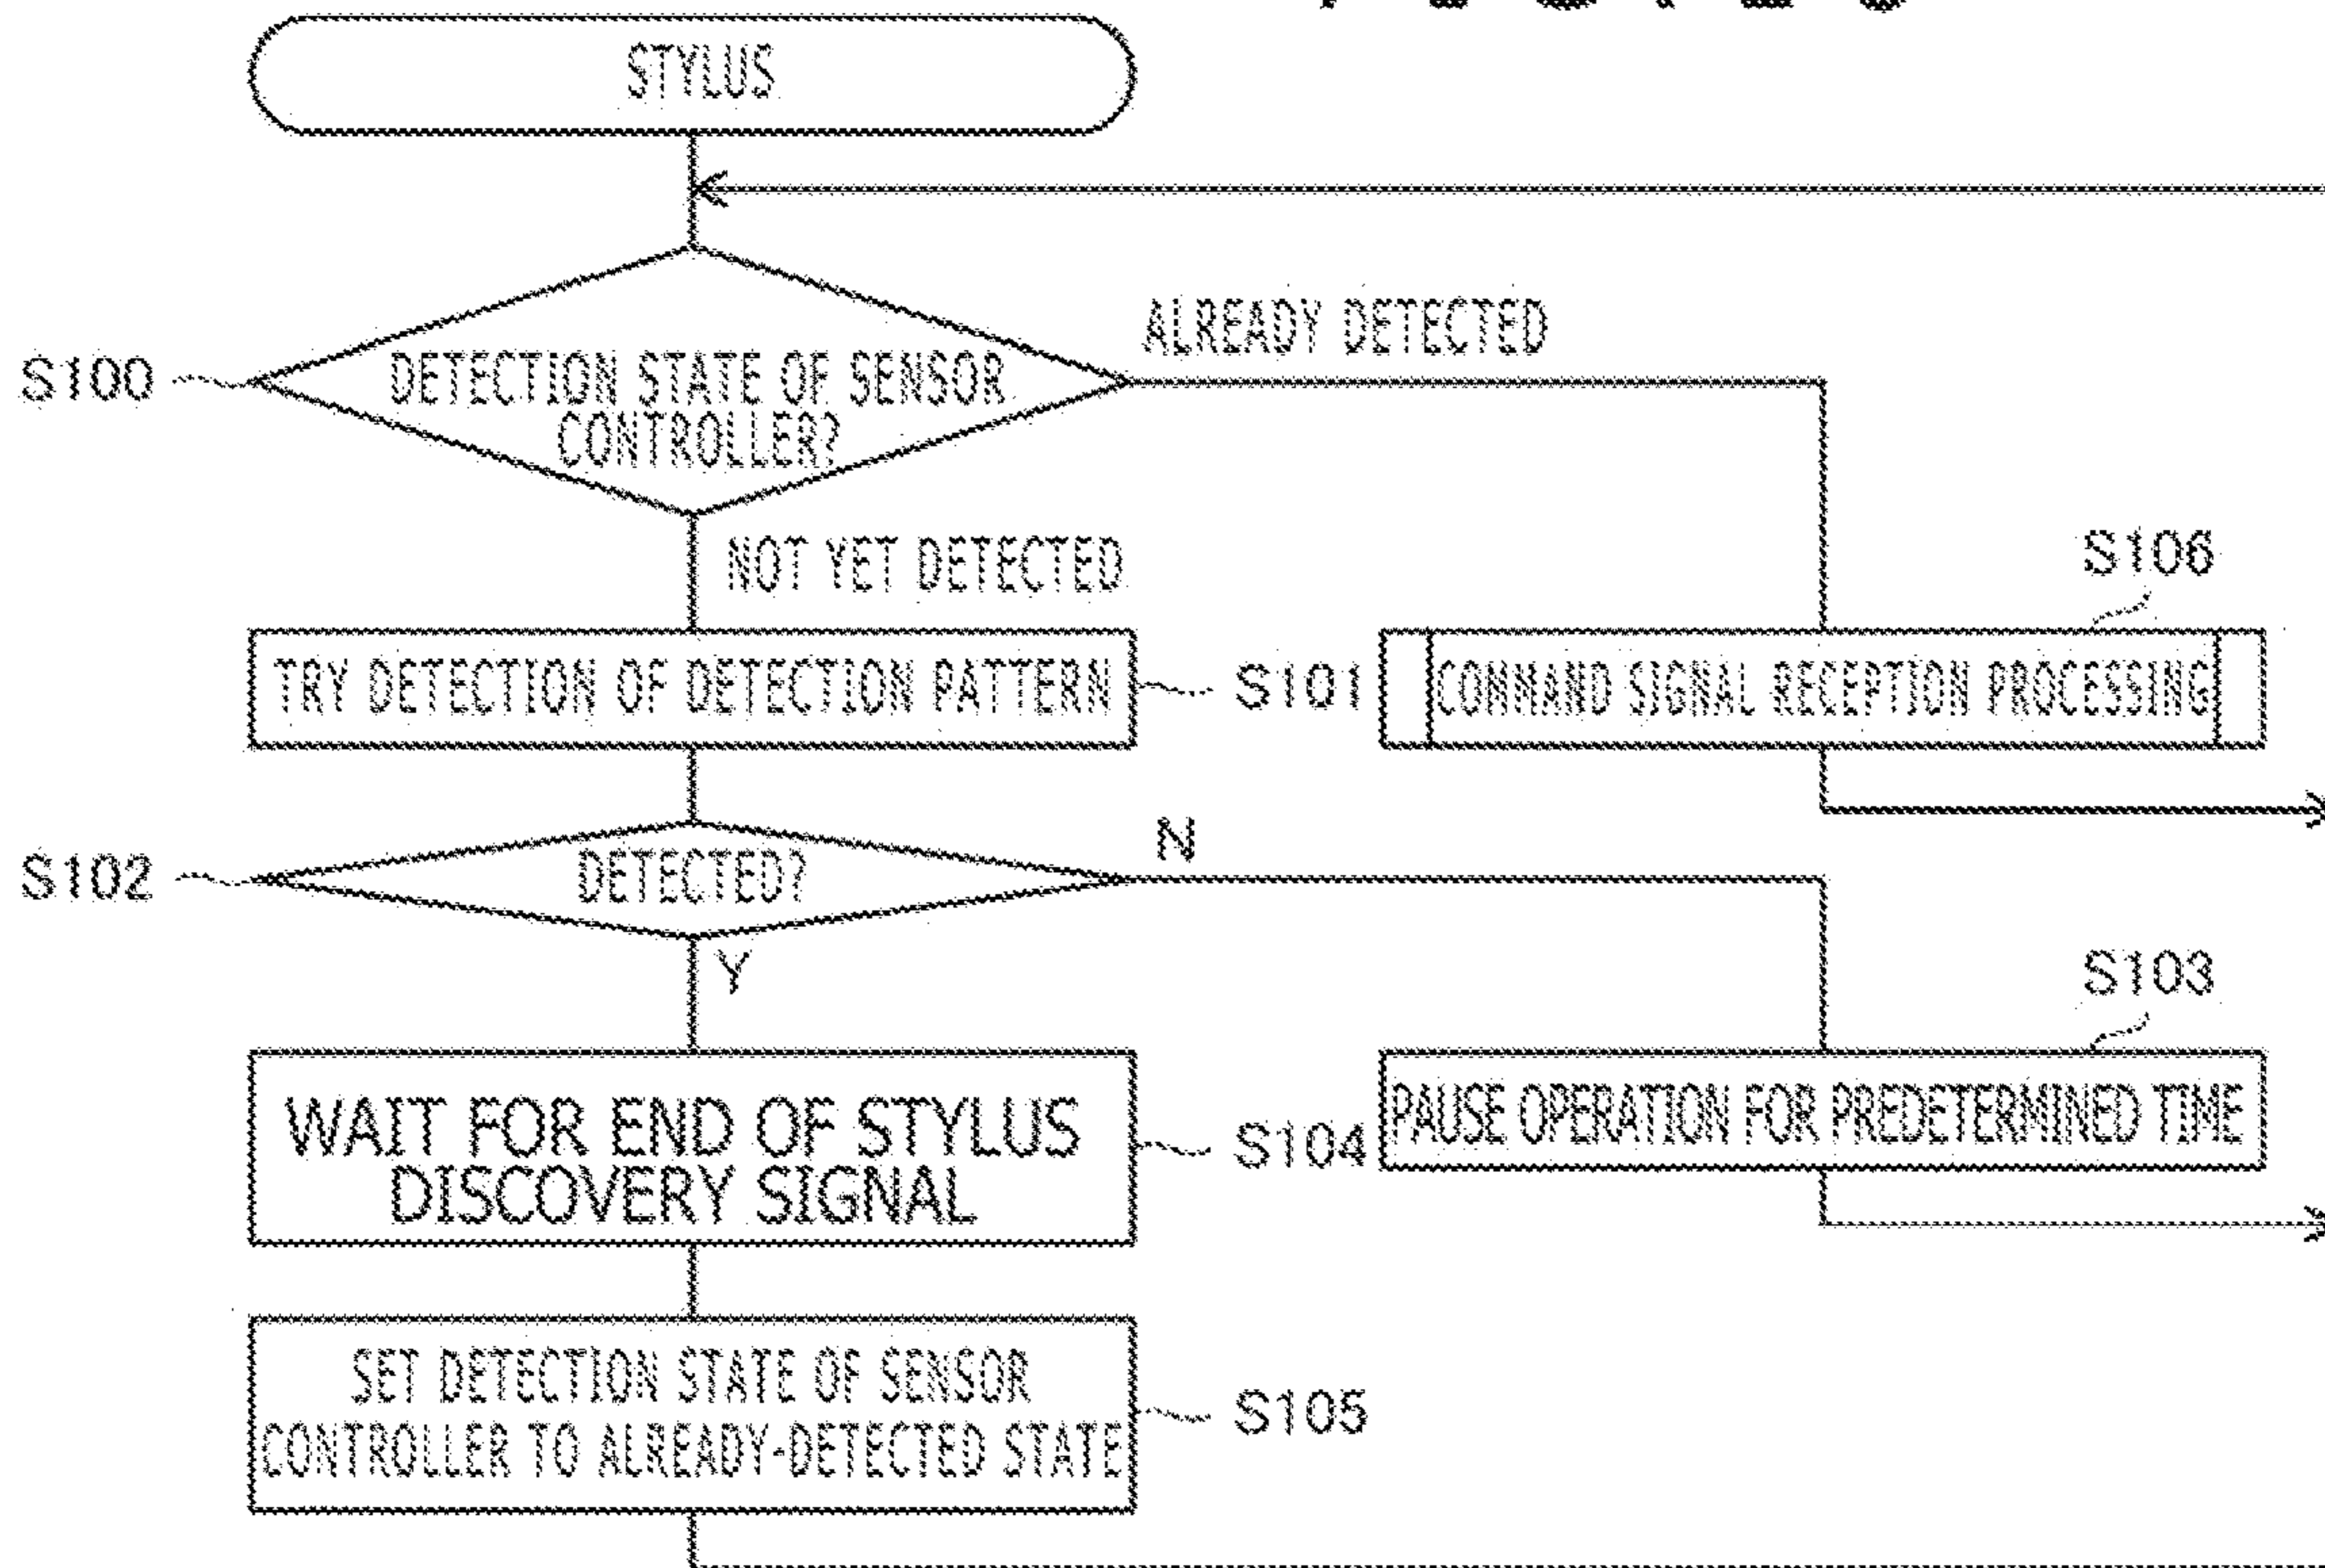 STYLUS
ALREADY DETECTED
S100
DETECTION STATE OF SENSOR
CONTROLLER?
NOT YET DETECTED
S106
TRY DETECTION OF DETECTION PATTERN
S101
COMMAND SIGNAL RECEPTION PROCESSING
N
S102
DETECTED?
Y
S103
WAIT FOR END OF STYLUS
DISCOVERY SIGNAL
S104
PAUSE OPERATION FOR PREDETERMINED TIME
SET DETECTION STATE OF SENSOR
CONTROLLER TO ALREADY-DETECTED STATE
S105